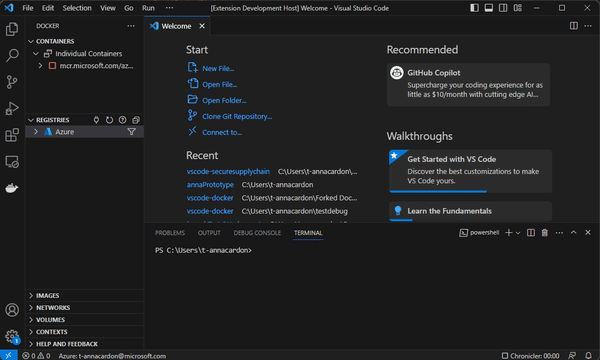 File Edit Selection View Go Run ··· [Extension Development Host] Welcome - Visual Studio Code
DOCKER ···
CONTAINERS
Individual Containers
mcr.microsoft.com/az...
REGISTRIES
Azure
IMAGES
NETWORKS
VOLUMES
CONTEXTS
HELP AND FEEDBACK
Welcome
Start
New File...
Open File...
Open Folder...
Clone Git Repository...
Connect to...
Recent
vscode-securesupplychain C:\Users\t-annacardon\...
annaPrototype C:\Users\t-annacardon
vscode-docker C:\Users\t-annacardon\Forked Doc...
vscode-docker C:\Users\t-annacardon\testdebug
Recommended
GitHub Copilot
Supercharge your coding experience for as
little as $10/month with cutting edge AI...
Walkthroughs
Get Started with VS Code
Discover the best customizations to make
VS Code yours.
Learn the Fundamentals
PROBLEMS OUTPUT DEBUG CONSOLE TERMINAL
powershell
PS C:\Users\t-annacardon>
1
0 0 Azure: t-annacardon@microsoft.com
Chronicler: 00:00